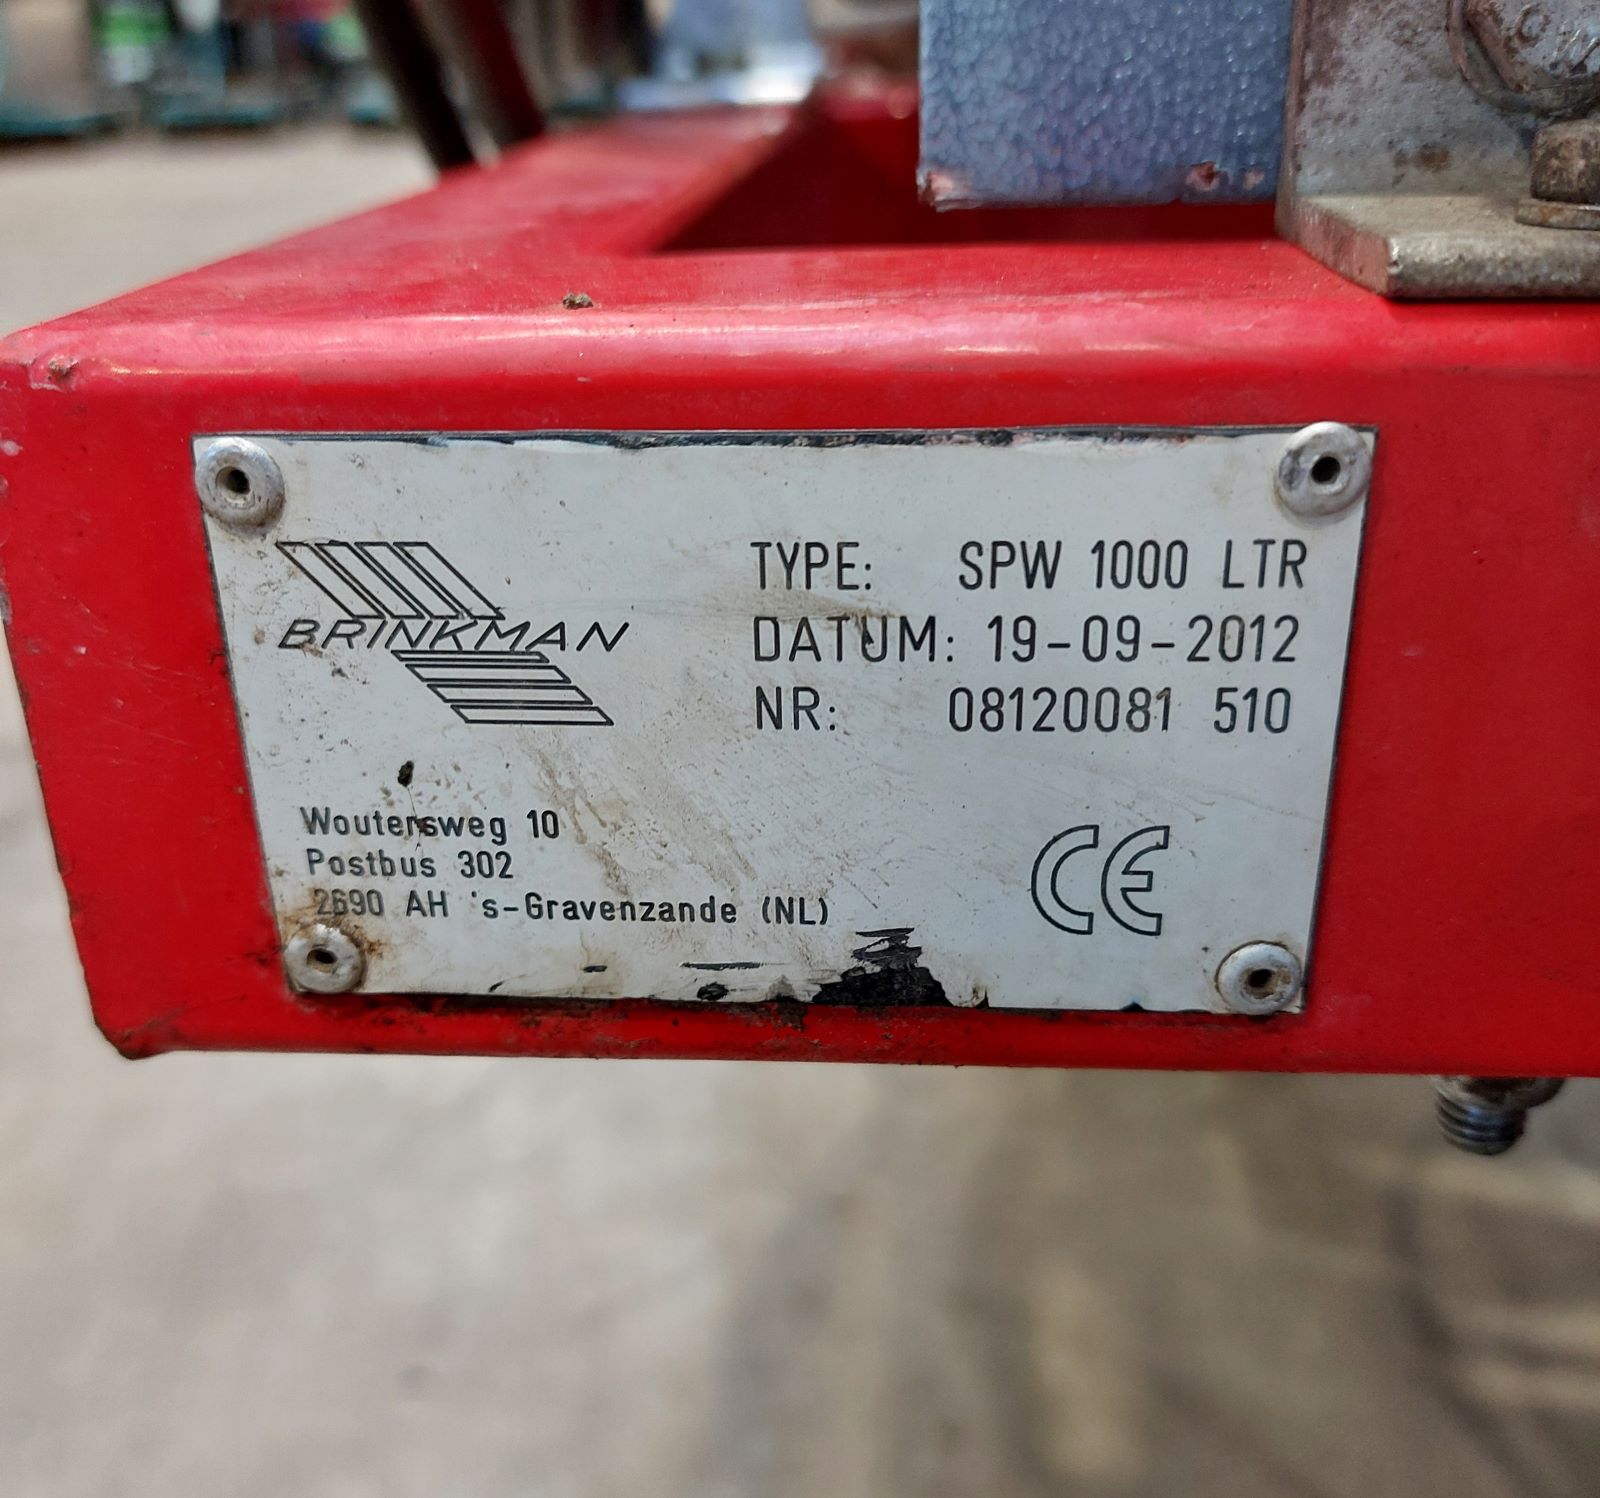 BRINKMAN
TYPE: SPW 1000 LTR
DATUM: 19-09-2012
NR: 08120081 510
Woutersweg 10
Postbus 302
2690 AH 's-Gravenzande (NL)
CE